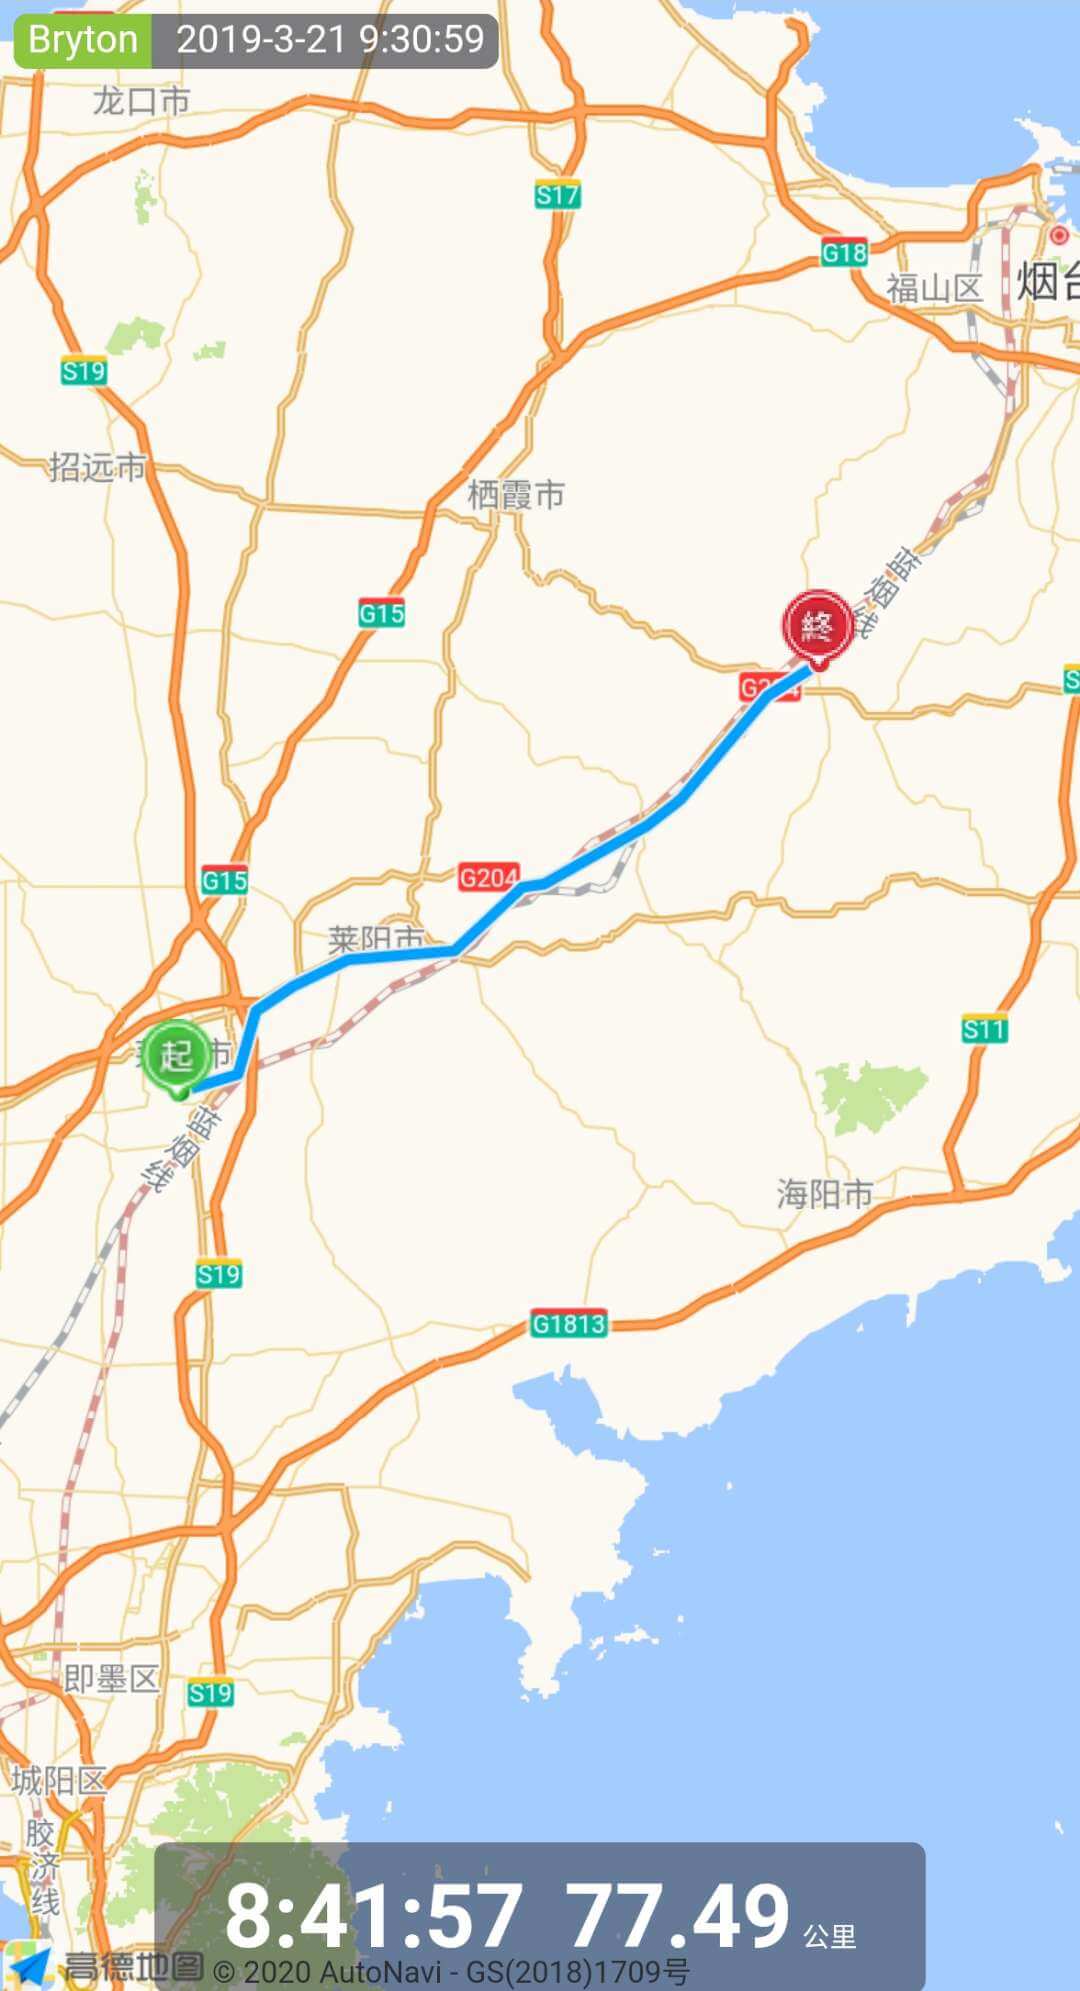 Bryton 2019-3-21 9:30:59
龙口市
S17
G18
福山区
烟台
S19
招远市
栖霞市
蓝烟线
G15
終
G204
S
G204
G15
莱阳市
起
市
S11
蓝烟线
海阳市
S19
G1813
即墨区
S19
城阳区
胶济线
8:41:57 77.49 公里
高德地图 © 2020 AutoNavi - GS(2018)1709号